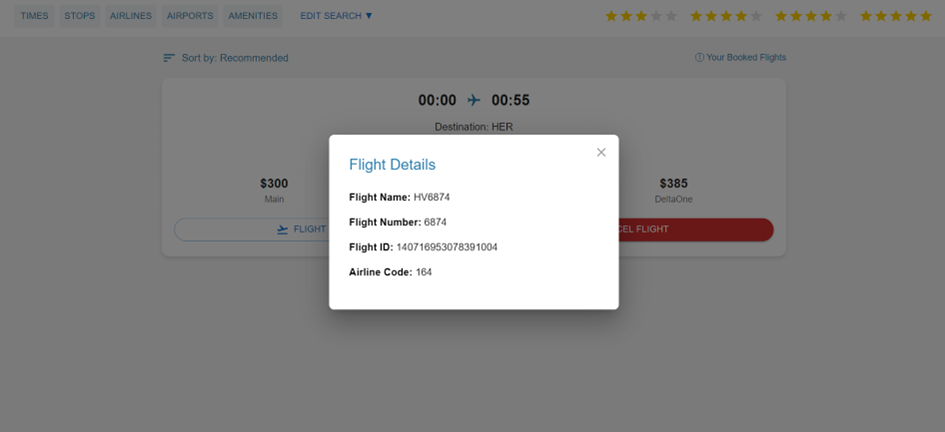 TIMES STOPS AIRLINES AIRPORTS AMENITIES EDIT SEARCH ▼
Sort by: Recommended
Your Booked Flights
00:00 00:55
Destination: HER
$300
Main
$385
DeltaOne
FLIGHT
CEL FLIGHT
Flight Details
Flight Name: HV6874
Flight Number: 6874
Flight ID: 140716953078391004
Airline Code: 164